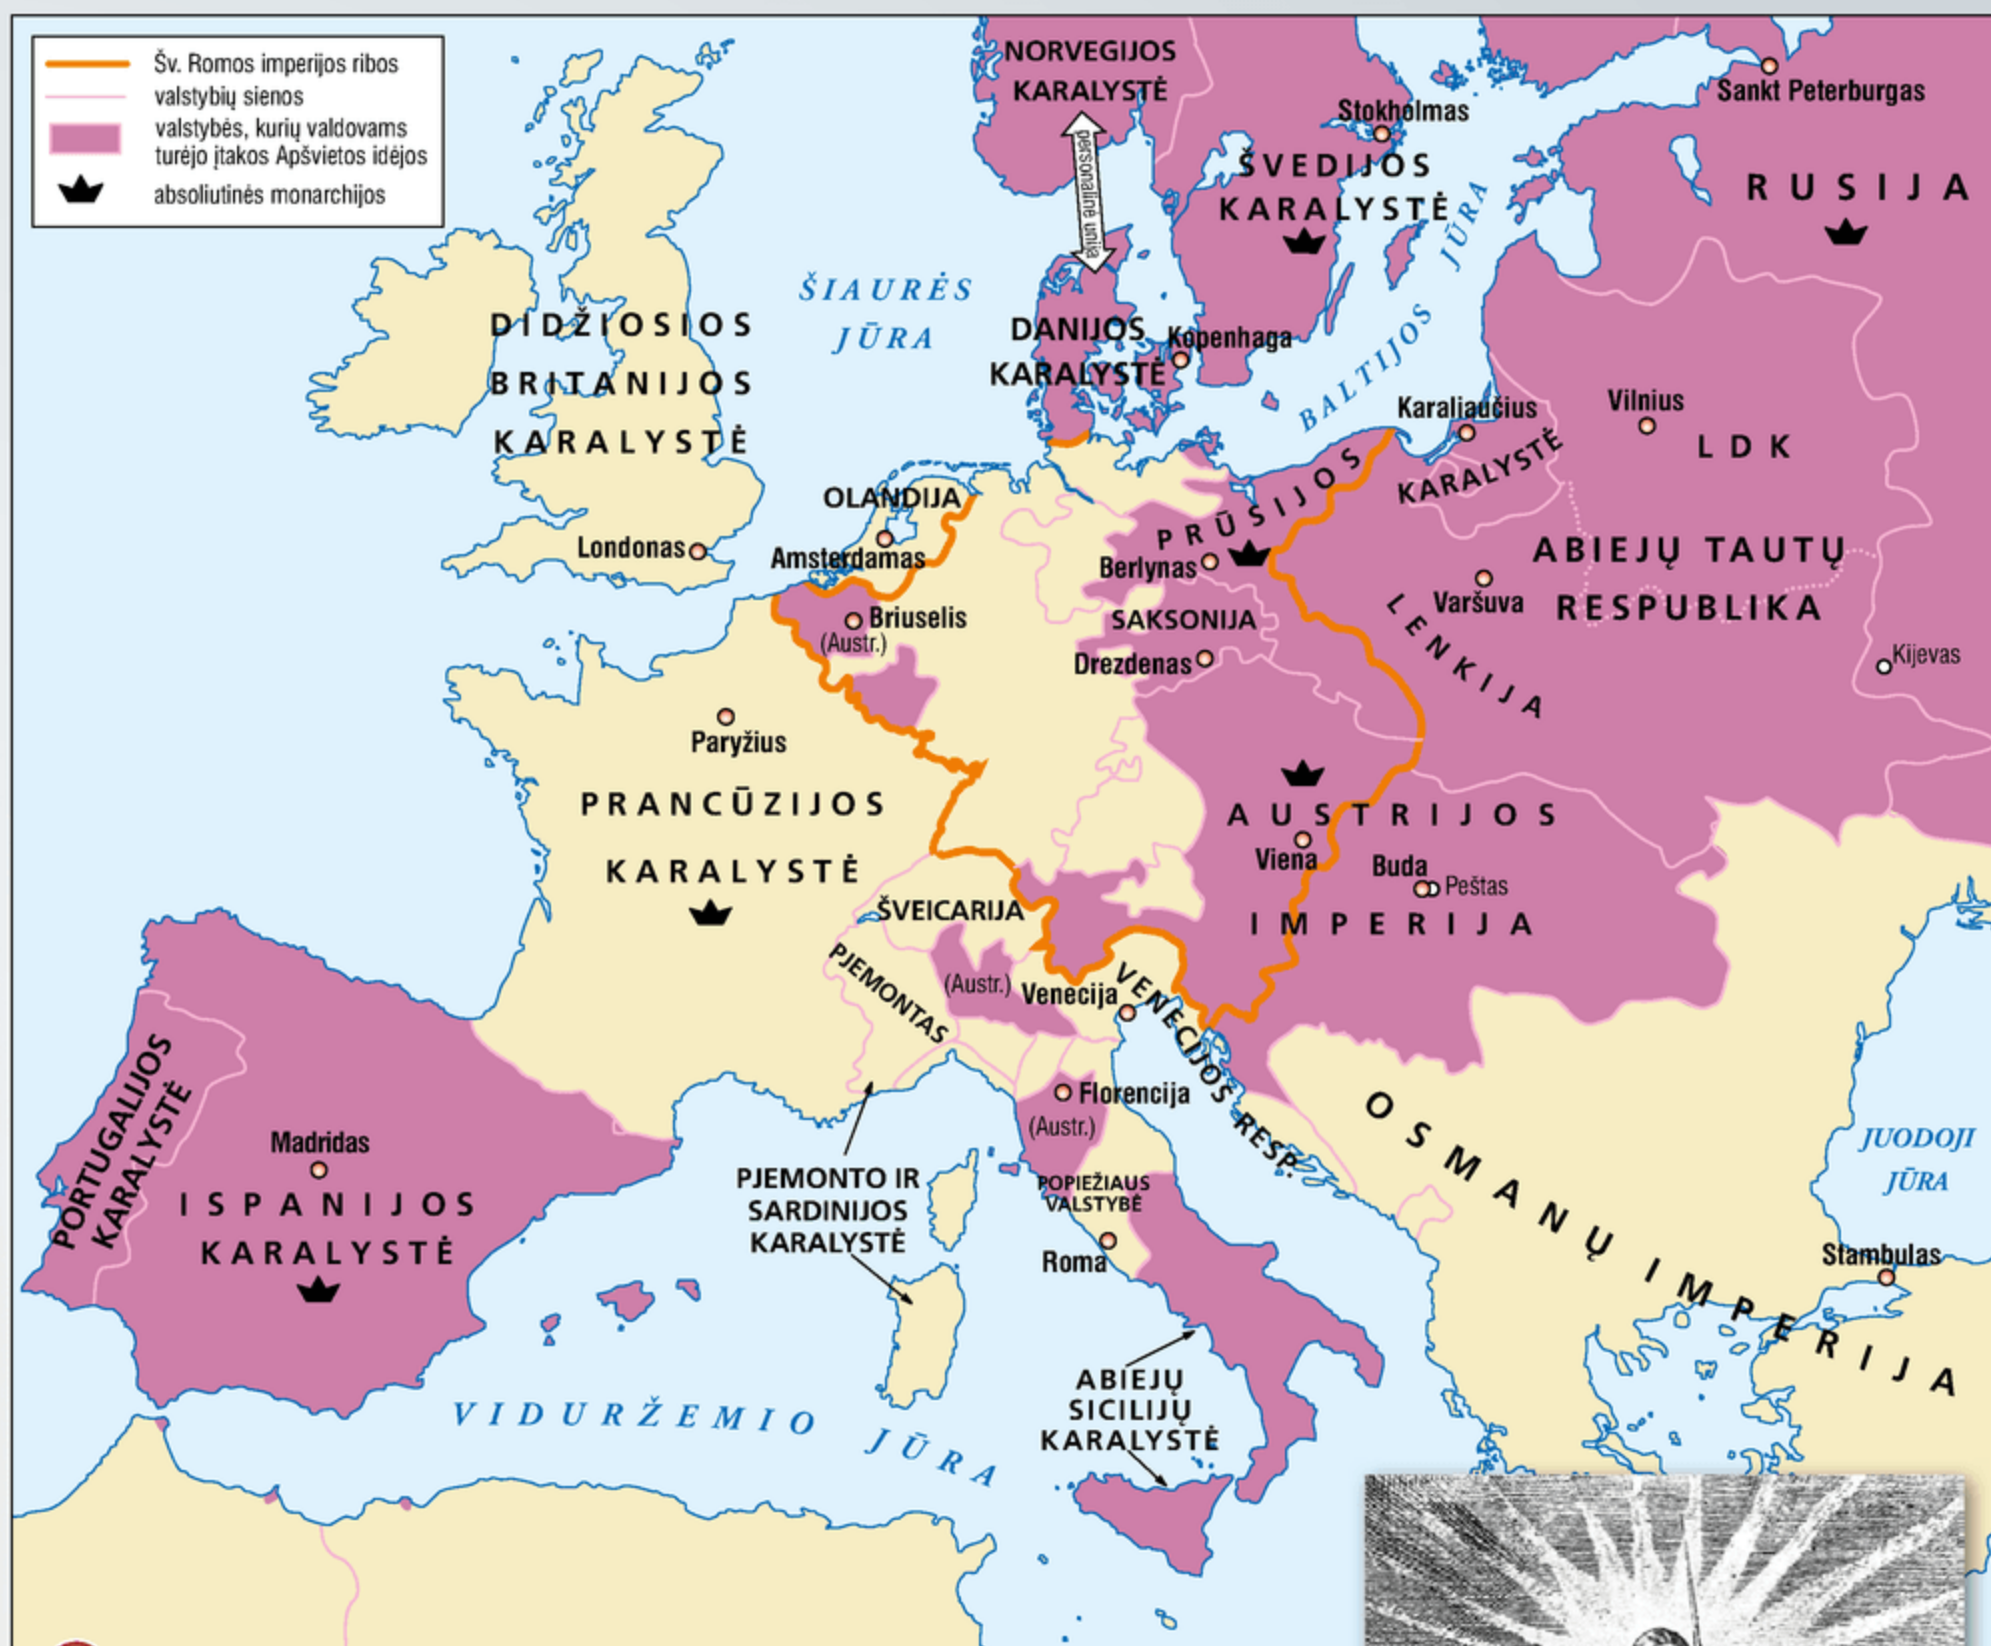 Šv. Romos imperijos ribos
valstybių sienos
valstybės, kurių valdovams
turėjo įtakos Apšvietos idėjos
absoliutinės monarchijos
NORVEGIJOS
KARALYSTĖ
personalinė unija
Stokholmas
ŠVEDIJOS
KARALYSTĖ
Sankt Peterburgas
RUSIJA
ŠIAURĖS
JŪRA
DIDŽIOSIOS
BRITANIJOS
KARALYSTĖ
Londonas
DANIJOS
KARALYSTĖ
Kopenhaga
BALTIJOS JŪRA
Karaliaučius
Vilnius
LDK
OLANDIJA
Amsterdamas
PRŪSIJOS KARALYSTĖ
Berlynas
Briuselis
(Austr.)
SAKSONIJA
Drezdenas
ABIEJŲ TAUTŲ
RESPUBLIKA
Varšuva
LENKIJA
Kijevas
Paryžius
PRANCŪZIJOS
KARALYSTĖ
AUSTRIJOS
Viena
Buda
Peštas
IMPERIJA
ŠVEICARIJA
PJEMONTAS
(Austr.)
Venecija
VENECIJOS RESP.
Florencija
(Austr.)
PORTUGALIJOS
KARALYSTĖ
Madridas
ISPANIJOS
KARALYSTĖ
PJEMONTO IR
SARDINIJOS
KARALYSTĖ
POPIEŽIAUS
VALSTYBĖ
Roma
OSMANŲ IMPERIJA
JUODOJI
JŪRA
Stambulas
ABIEJŲ
SICILIJŲ
KARALYSTĖ
VIDURŽEMIO JŪRA